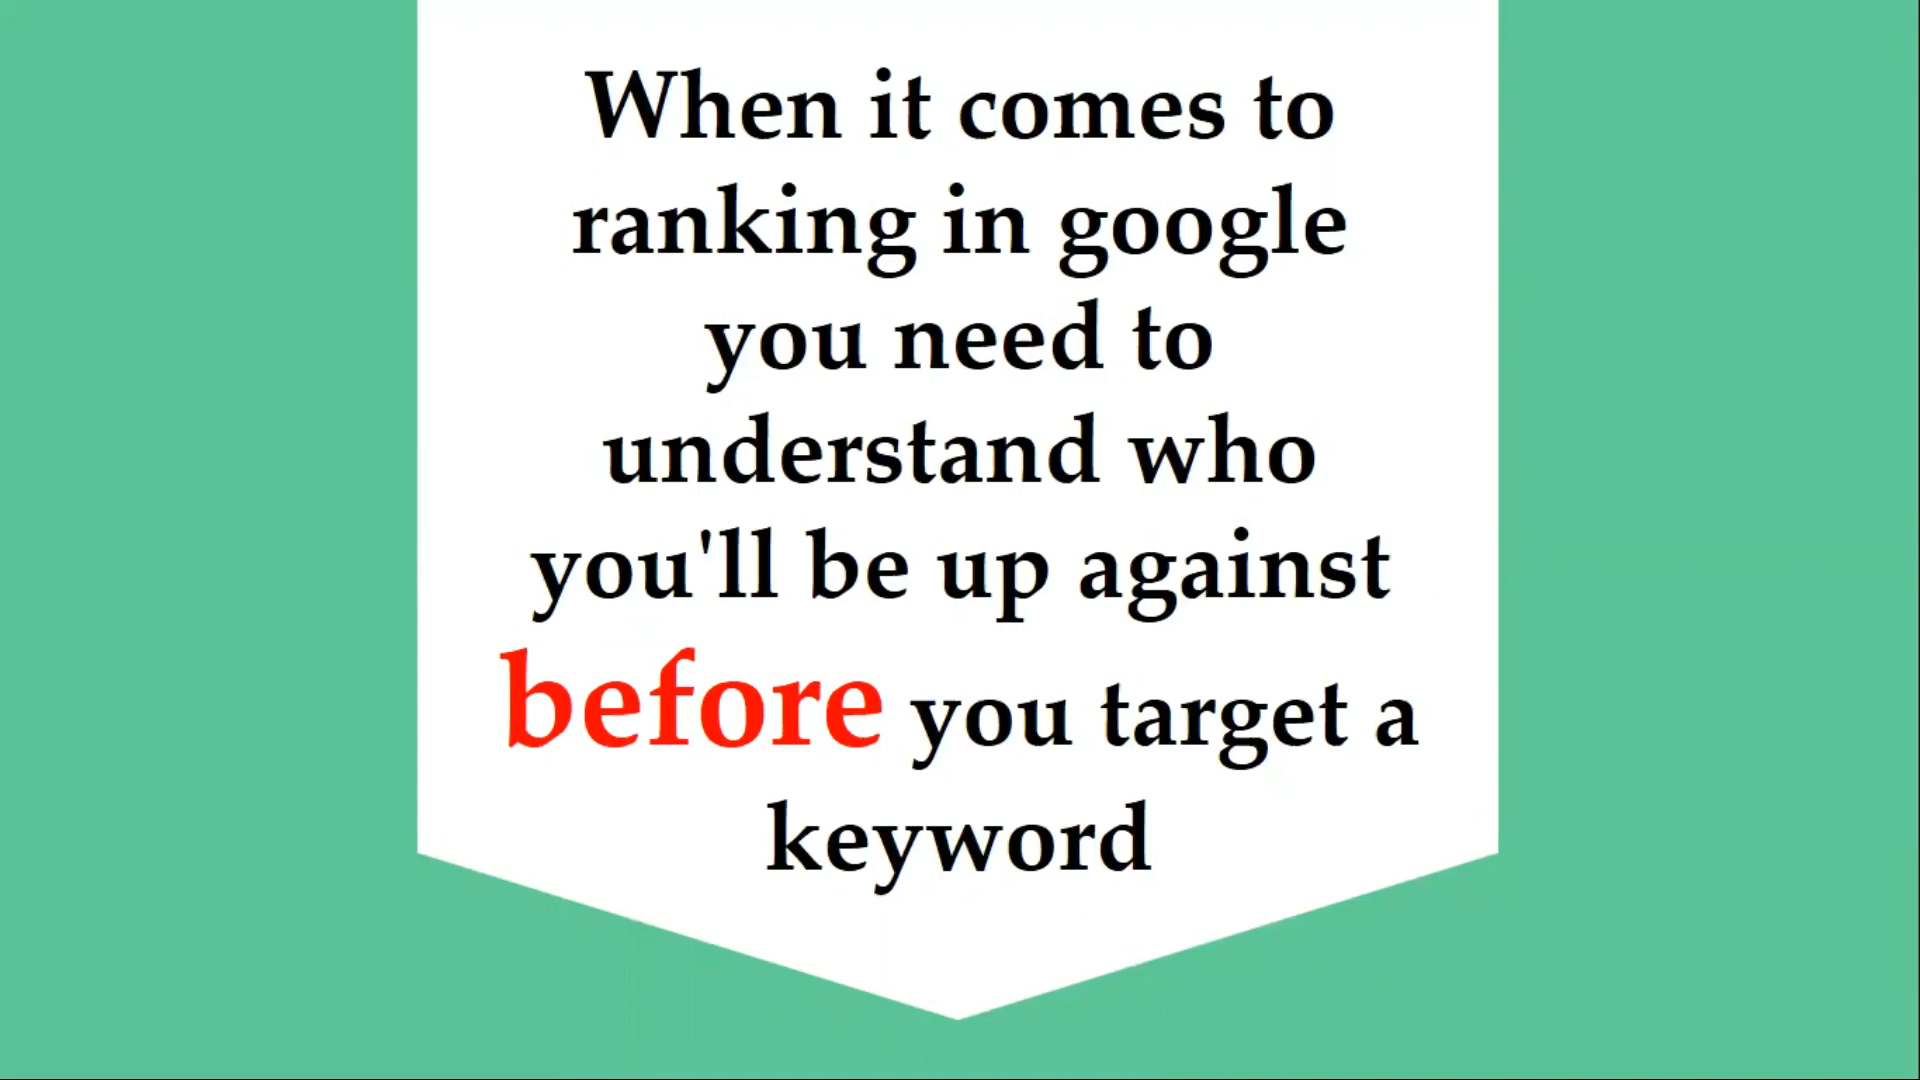 When it comes to
ranking in google
you need to
understand who
you'll be up against
before you target a
keyword